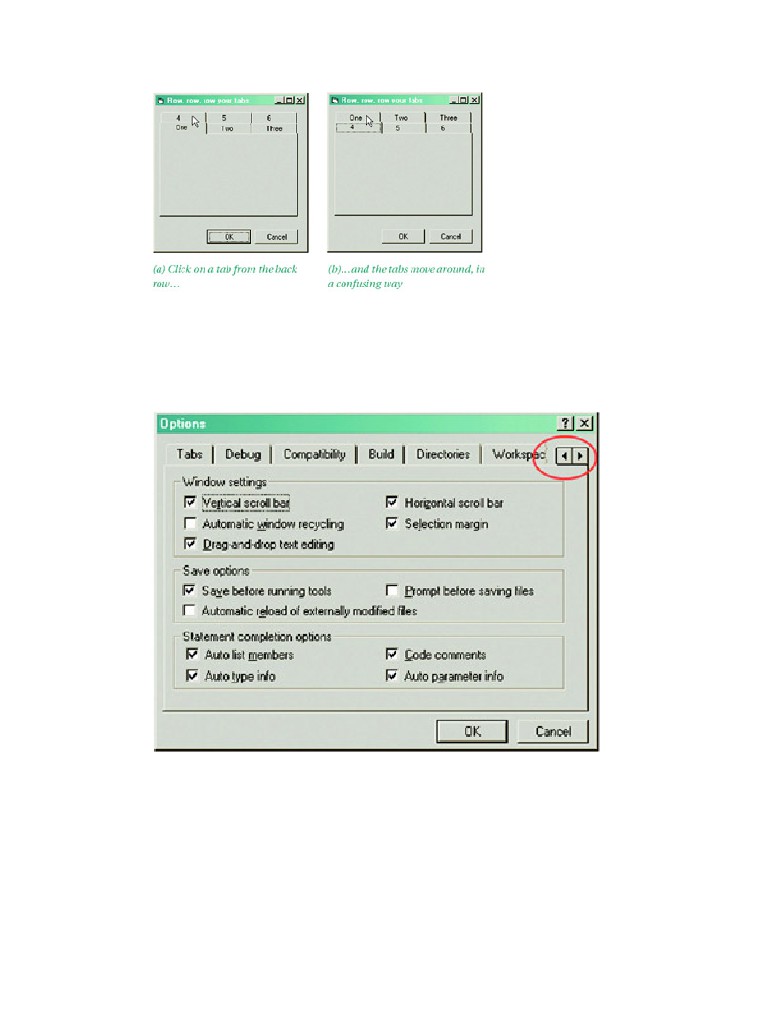 Row, row, row your tabs
4 5 6
One Two Three
OK Cancel
(a) Click on a tab from the back
row…
Row, row, row your tabs
One Two Three
4 5 6
OK Cancel
(b)…and the tabs move around, in
a confusing way
Options
Tabs Debug Compatibility Build Directories Workspac
Window settings
Vertical scroll bar Horizontal scroll bar
Automatic window recycling Selection margin
Drag-and-drop text editing
Save options
Save before running tools Prompt before saving files
Automatic reload of externally modified files
Statement completion options
Auto list members Code comments
Auto type info Auto parameter info
OK Cancel